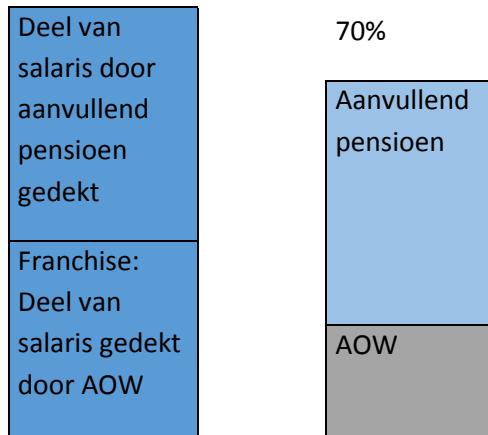 Deel van
salaris door
aanvullend
pensioen
gedekt
Franchise:
Deel van
salaris gedekt
door AOW
70%
Aanvullend
pensioen
AOW